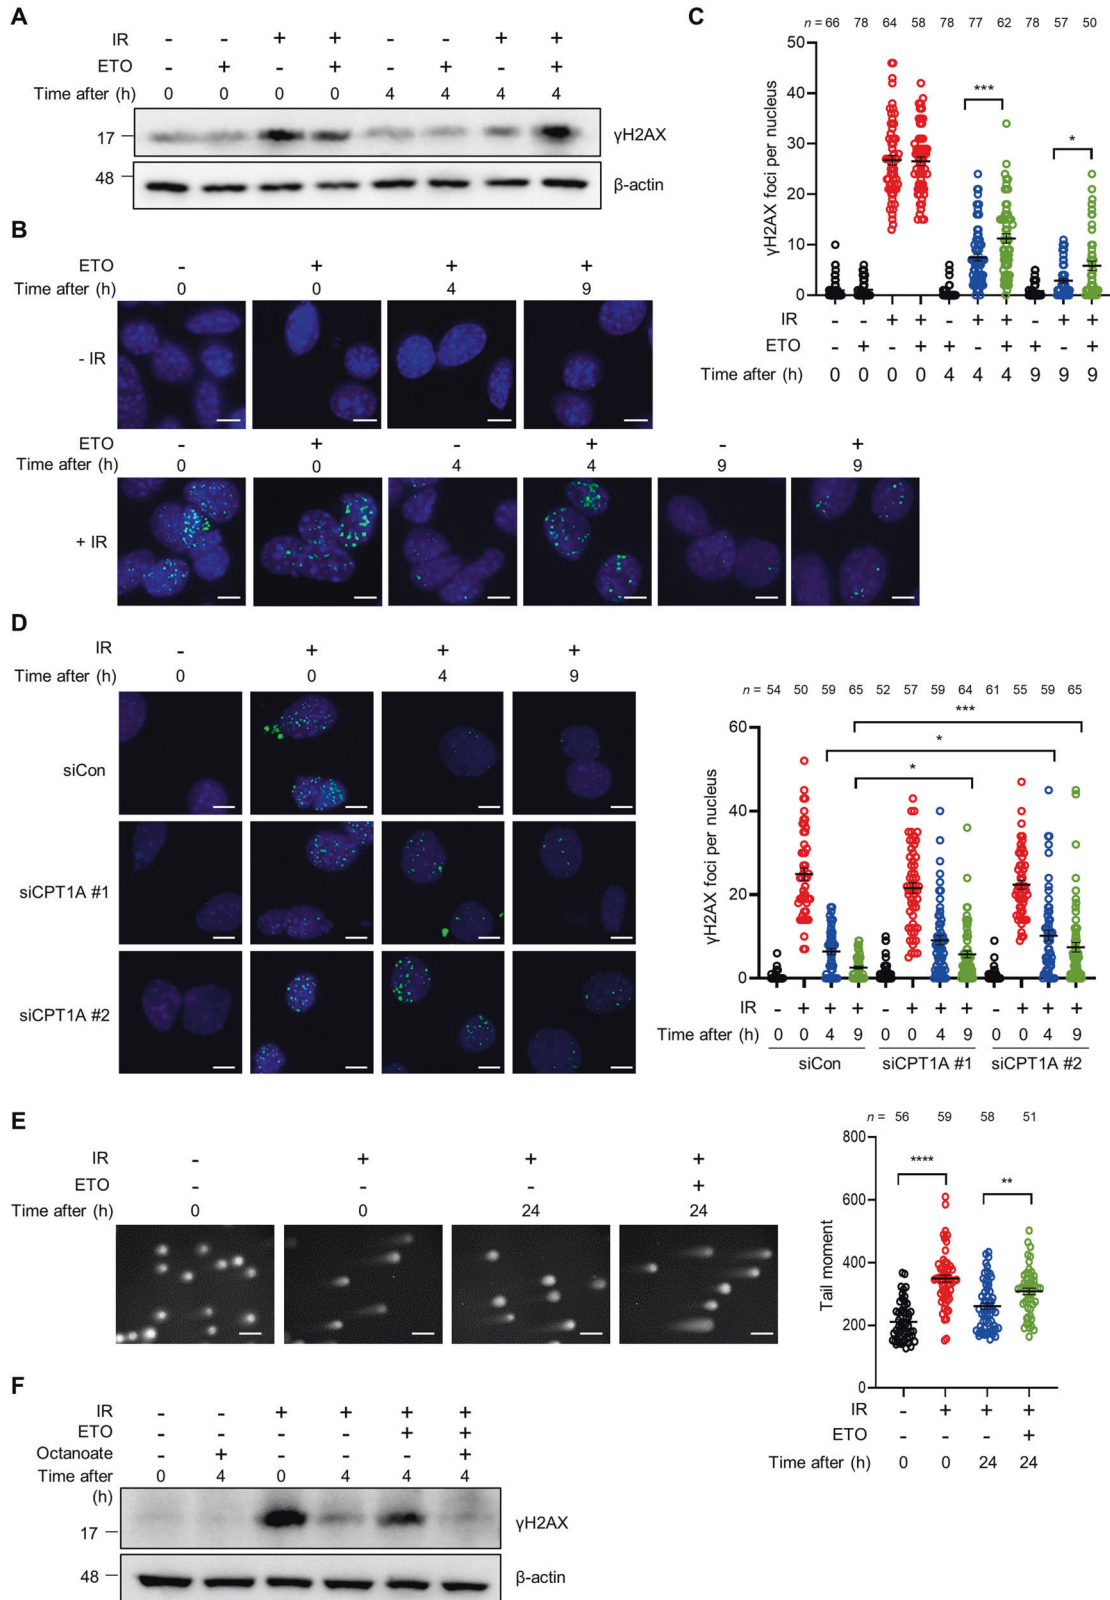 A
IR - - + + - - + +
ETO - + - + - + - +
Time after (h) 0 0 0 0 4 4 4 4
17
γH2AX
48
β-actin
B
ETO - + + +
Time after (h) 0 0 4 9
- IR
ETO - + - + - +
Time after (h) 0 0 4 4 9 9
+ IR
C
n = 66 78 64 58 78 77 62 78 57 50
50
40
30
20
10
0
γH2AX foci per nucleus
***
*
IR - - + + - + + - + +
ETO - + - + + - + + - +
Time after (h) 0 0 0 0 4 4 4 9 9 9
D
IR - + + +
Time after (h) 0 0 4 9
siCon
siCPT1A #1
siCPT1A #2
n = 54 50 59 65 52 57 59 64 61 55 59 65
60
40
20
0
γH2AX foci per nucleus
***
*
*
IR - + + + - + + + - + + +
Time after (h) 0 0 4 9 0 0 4 9 0 0 4 9
siCon siCPT1A #1 siCPT1A #2
E
IR - + + +
ETO - - - +
Time after (h) 0 0 24 24
n = 56 59 58 51
800
600
400
200
0
Tail moment
****
**
IR - + + +
ETO - - - +
Time after (h) 0 0 24 24
F
IR - - + + + +
ETO - - - - + +
Octanoate - + - - - +
Time after 0 4 0 4 4 4
(h)
17
γH2AX
48
β-actin